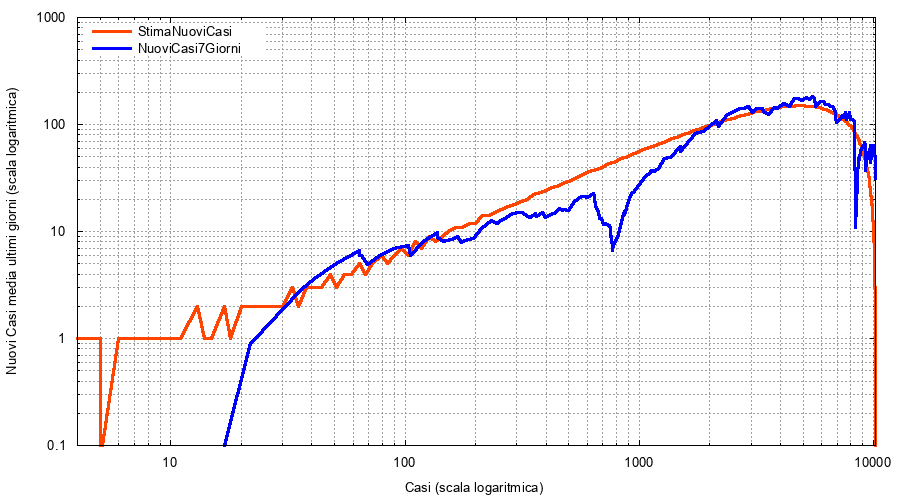 1000
StimaNuoviCasi
NuoviCasi7Giorni
100
10
1
0.1
Nuovi Casi media ultimi giorni (scala logaritmica)
10
100
1000
10000
Casi (scala logaritmica)